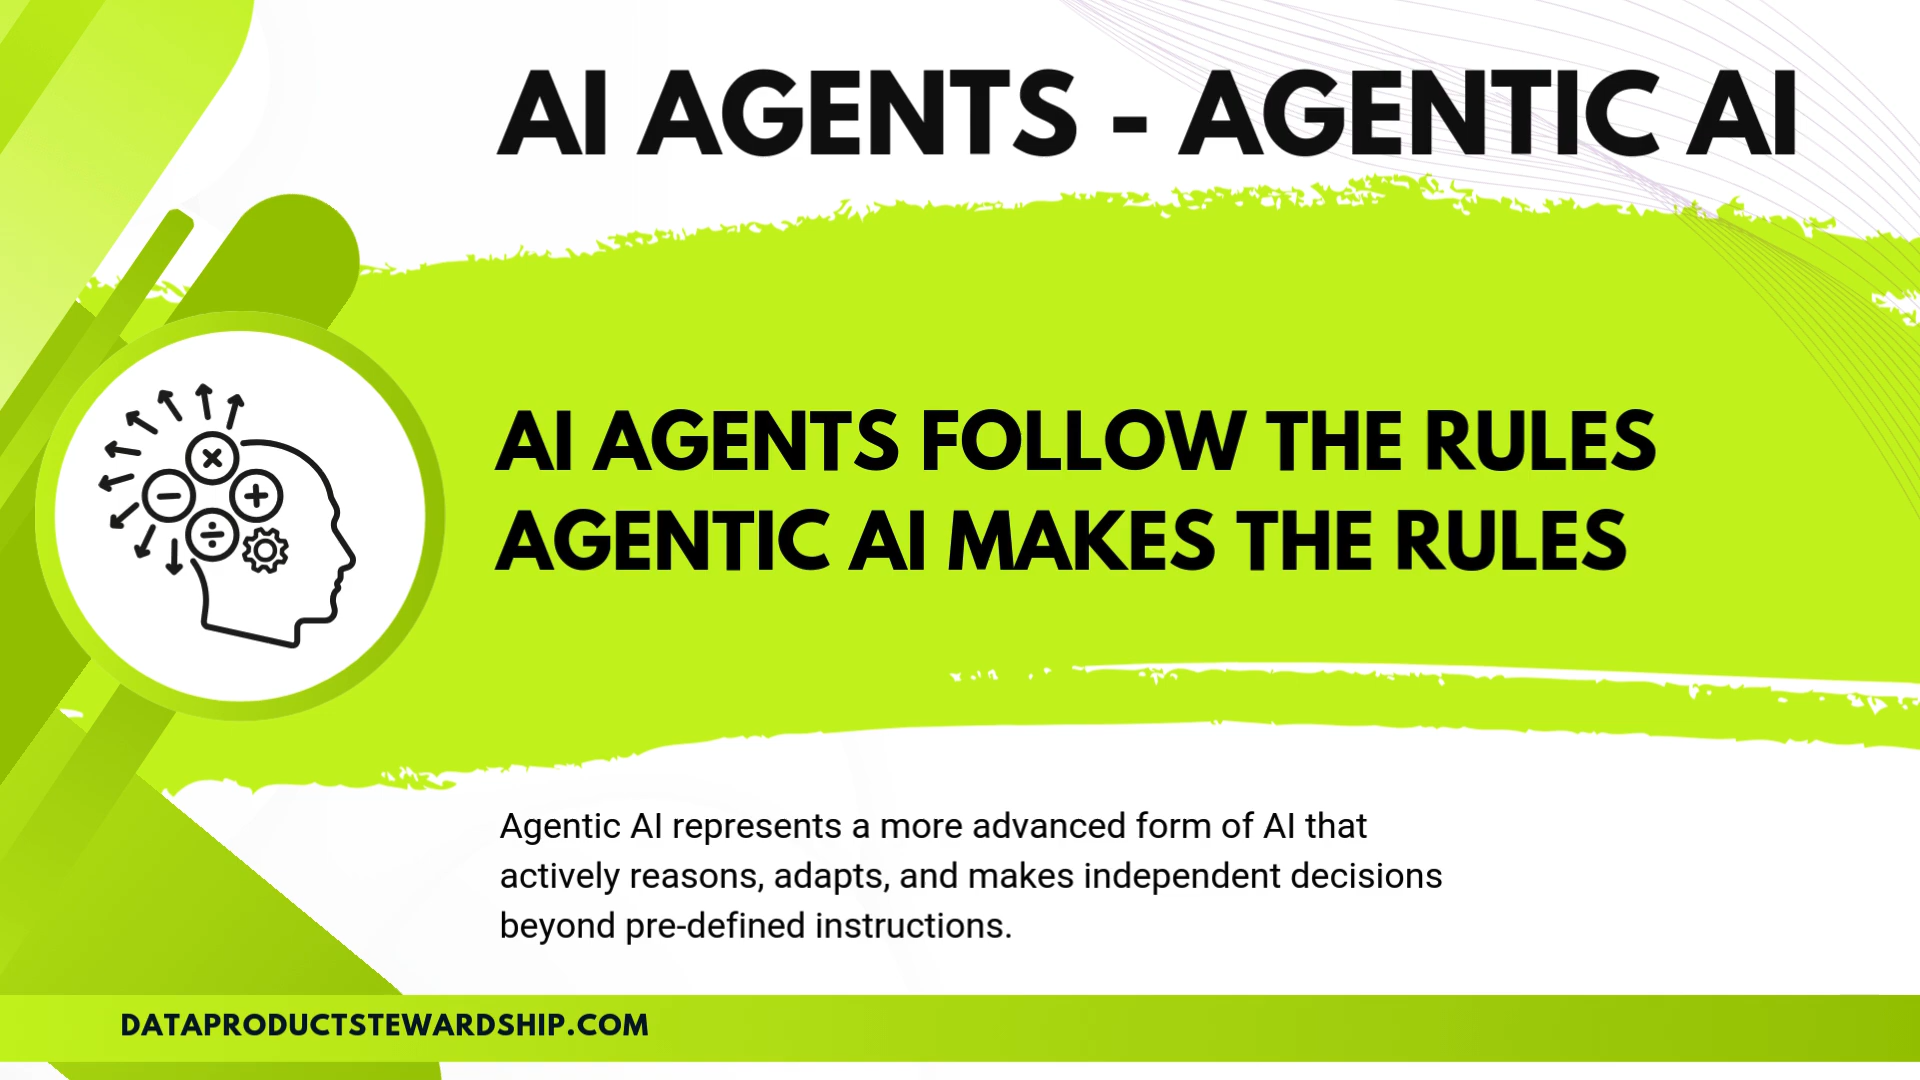 AI AGENTS - AGENTIC AI
AI AGENTS FOLLOW THE RULES
AGENTIC AI MAKES THE RULES
Agentic AI represents a more advanced form of AI that
actively reasons, adapts, and makes independent decisions
beyond pre-defined instructions.
DATAPRODUCTSTEWARDSHIP.COM